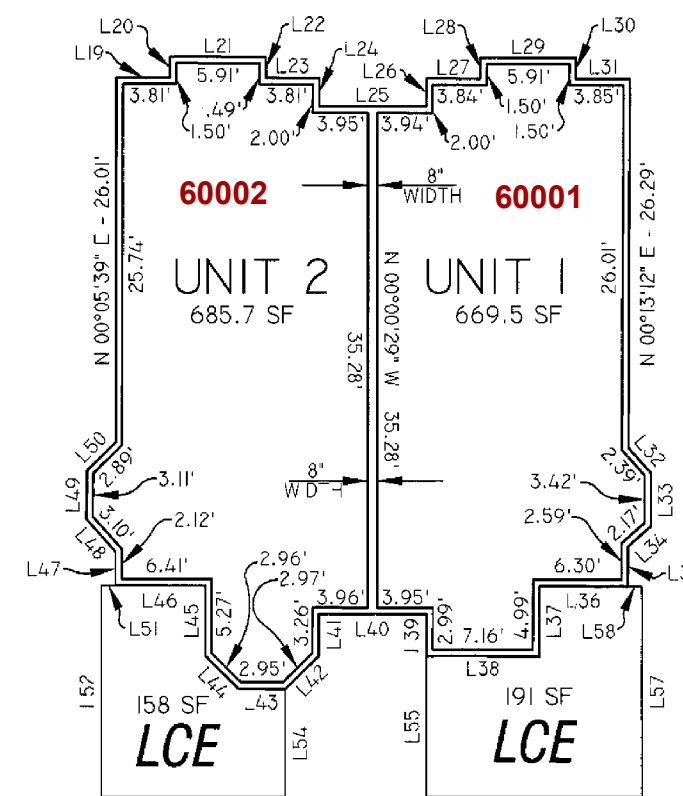 L20 L21 L22 L28 L29 L30
L19 L23 L24 L26 L27 L31
5.91' 5.91'
3.81' .49' 3.81' L25 3.84' 1.50' 3.85'
1.50' 2.00' 3.95' 3.94' 2.00' 1.50'
60002 8" 60001
WIDTH
N 00°05'39" E - 26.01'
25.74'
UNIT 2
685.7 SF
35.28'
N 00°00'29" W 35.28'
UNIT 1
669.5 SF
26.10'
N 00°13'12" E - 26.29'
L50 2.89' 8" 2.39' L32
L49 3.11' 3.42' L33
L48 3.10' 2.12' 2.59' 2.17' L34
L47 6.41' 2.96' 6.30'
L46 2.97' L36
L51 L45 5.27' 3.26' L41 3.96' 3.95' 2.99' 4.99' L37 L58
L40
L44 2.95' L42 7.16'
L43 L38
L52 158 SF L54 L55 191 SF L57
LCE LCE